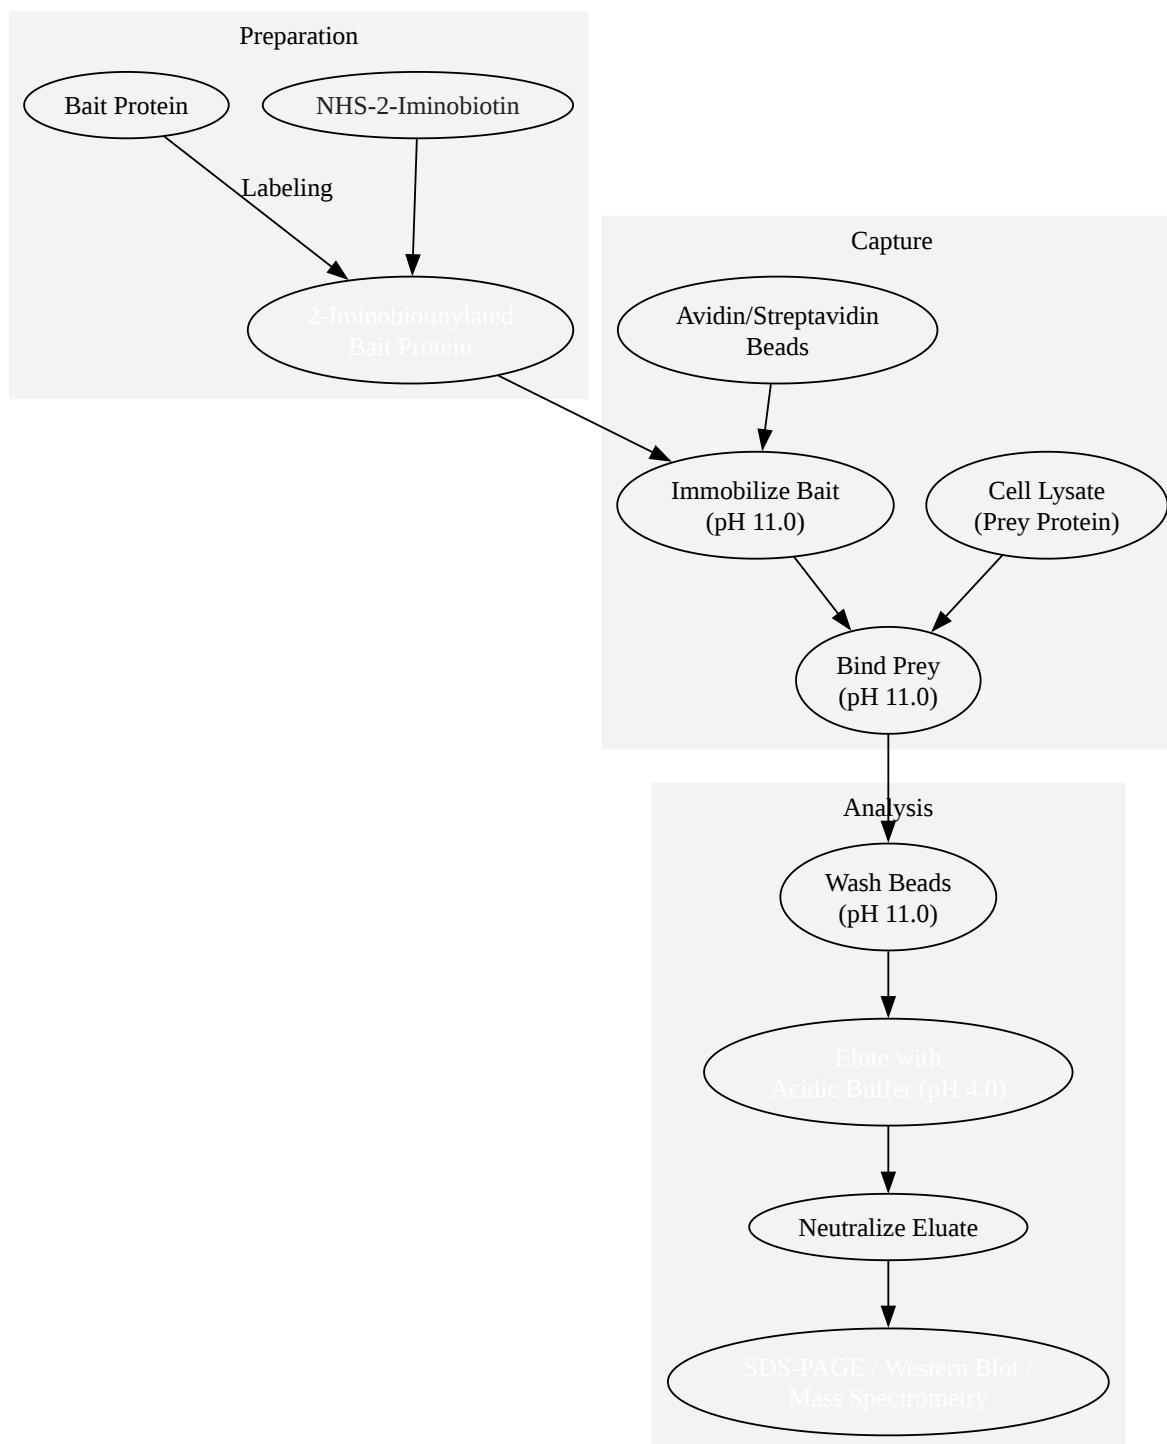 Preparation
Bait Protein
NHS-2-Iminobiotin
Labeling
2-Iminobiotinylated
Bait Protein
Capture
Avidin/Streptavidin
Beads
Immobilize Bait
(pH 11.0)
Cell Lysate
(Prey Protein)
Bind Prey
(pH 11.0)
Analysis
Wash Beads
(pH 11.0)
Elute with
Acidic Buffer (pH 4.0)
Neutralize Eluate
SDS-PAGE / Western Blot /
Mass Spectrometry